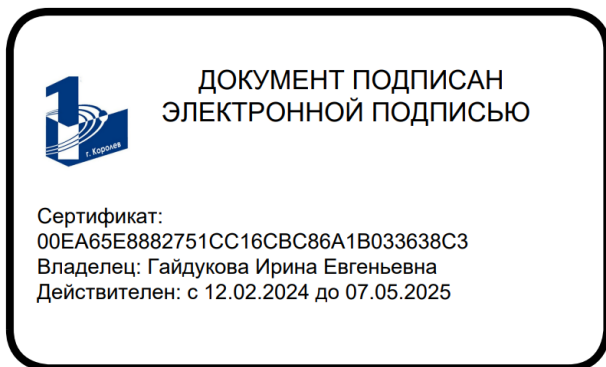 ДОКУМЕНТ ПОДПИСАН
ЭЛЕКТРОННОЙ ПОДПИСЬЮ
1
г. Королев
Сертификат:
00EA65E8882751CC16CBC86A1B033638C3
Владелец: Гайдукова Ирина Евгеньевна
Действителен: с 12.02.2024 до 07.05.2025